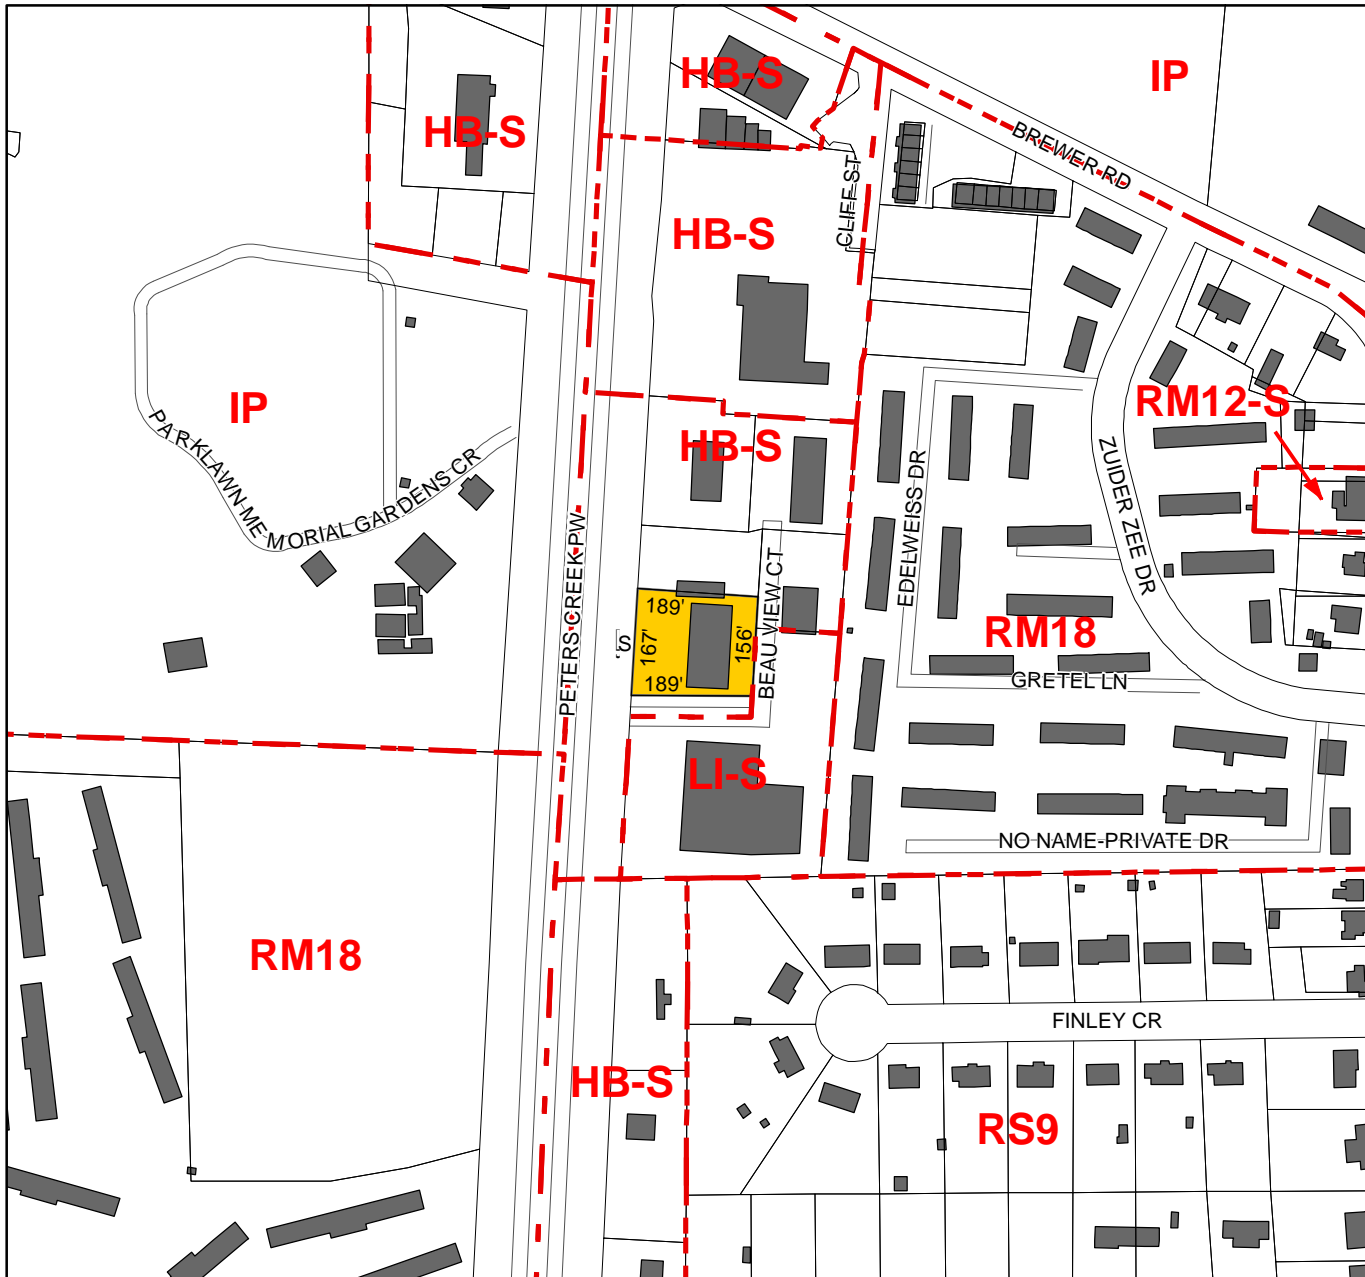 HB-S
IP
HB-S
BREWER RD
CLIFF ST
HB-S
IP
RM12-S
PARKLAWN MEMORIAL GARDENS CR
HB-S
ZUIDER ZEE DR
EDELWEISS DR
PETERS CREEK PW
BEAU VIEW CT
189'
167'
156'
189'
RM18
GRETEL LN
LI-S
NO NAME-PRIVATE DR
RM18
FINLEY CR
HB-S
RS9